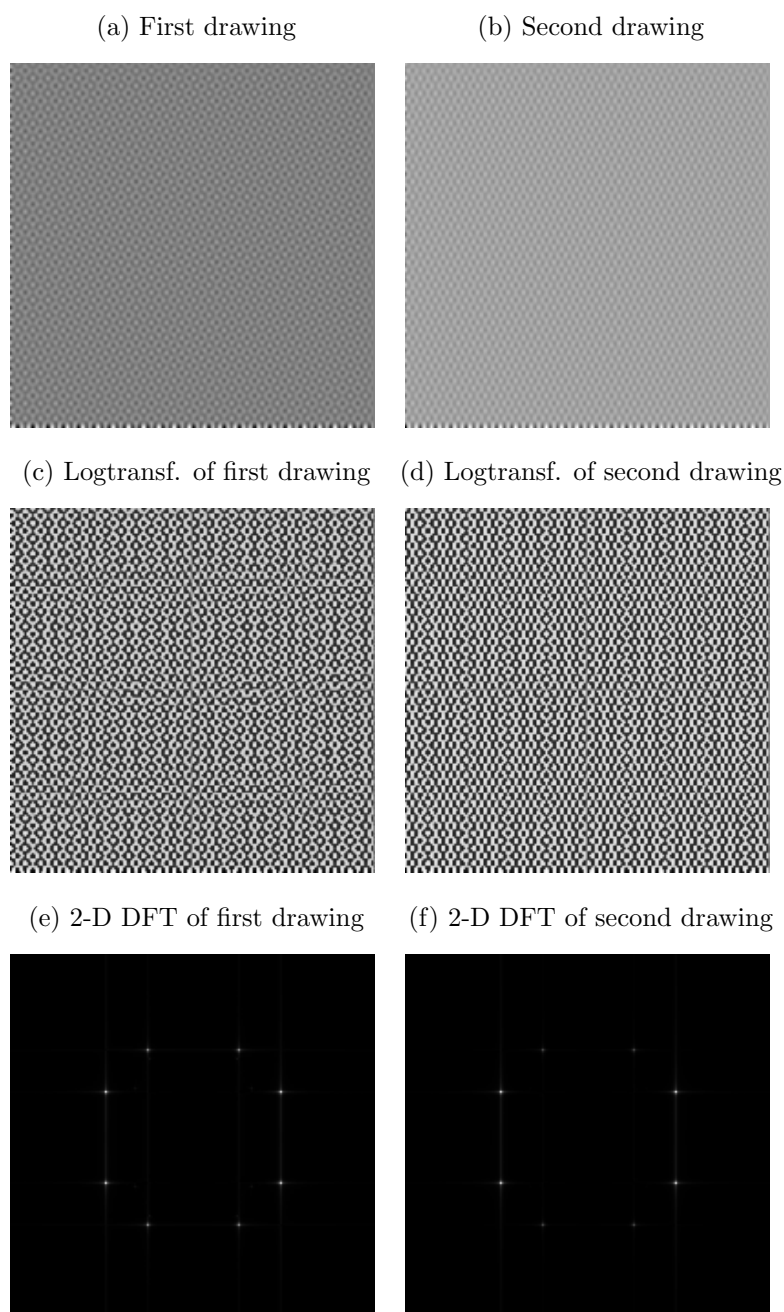 (a) First drawing
(b) Second drawing
(c) Logtransf. of first drawing
(d) Logtransf. of second drawing
(e) 2-D DFT of first drawing
(f) 2-D DFT of second drawing